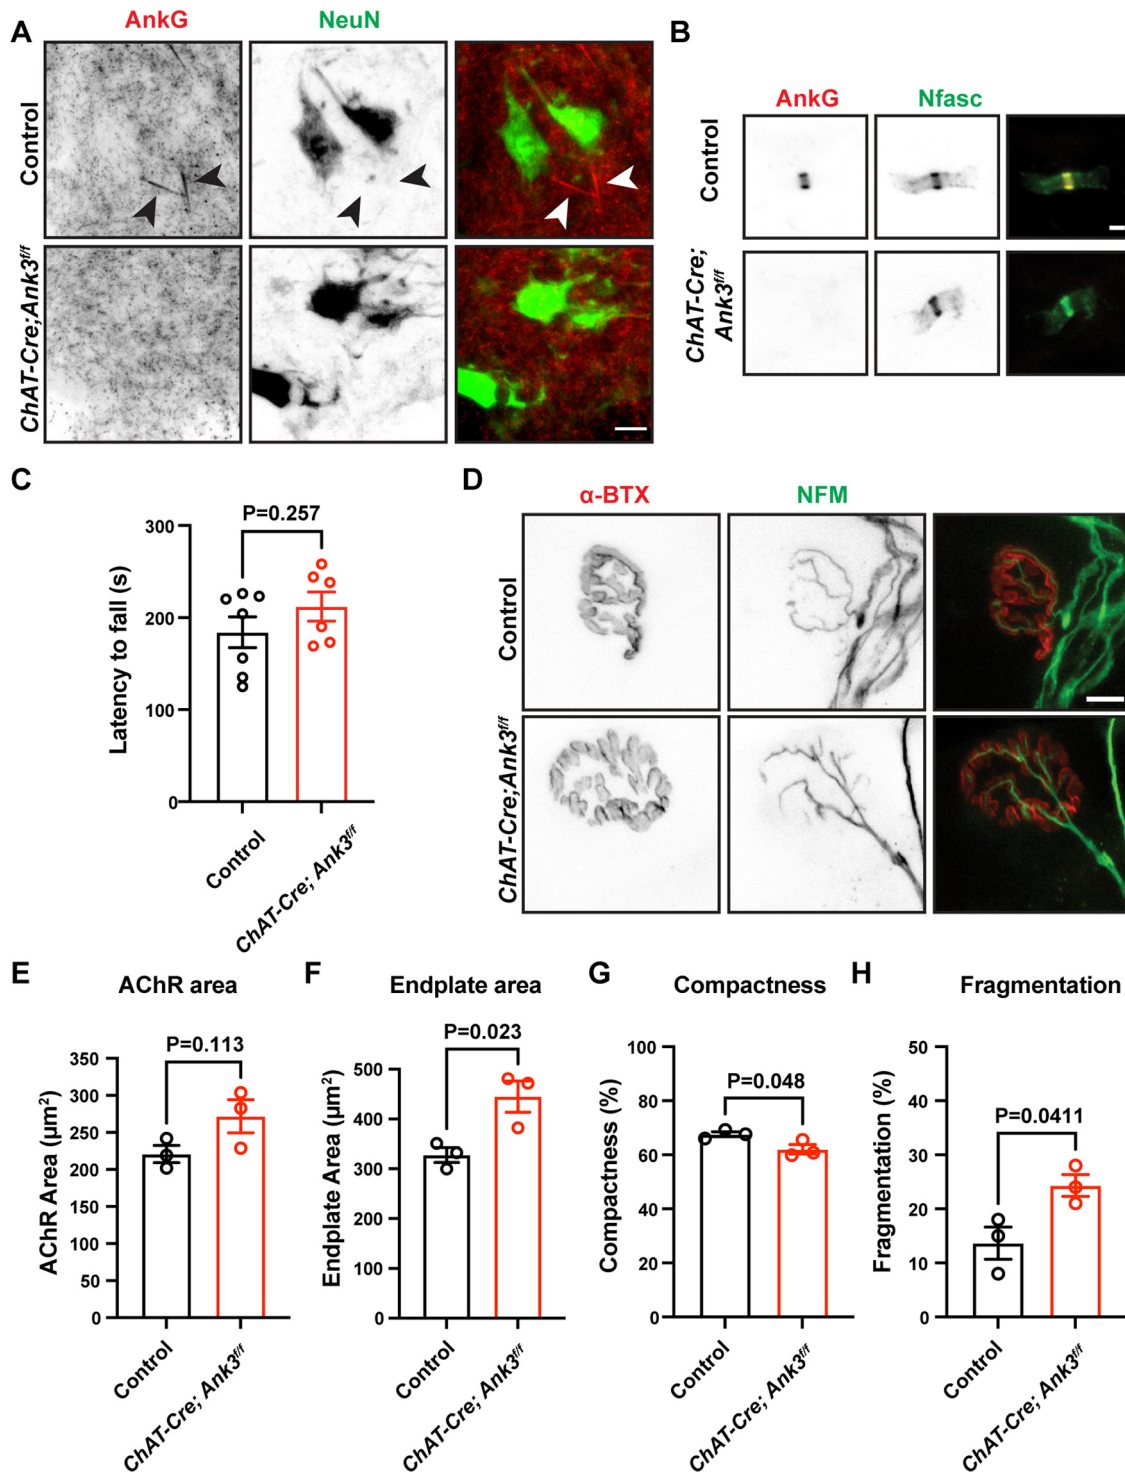 A
AnkG
NeuN
Control
ChAT-Cre;Ank3f/f
B
AnkG
Nfasc
Control
ChAT-Cre;
Ank3f/f
C
P=0.257
Latency to fall (s)
300
200
100
0
Control
ChAT-Cre; Ank3f/f
D
α-BTX
NFM
Control
ChAT-Cre;Ank3f/f
E
AChR area
P=0.113
AChR Area (μm²)
350
300
250
200
150
100
50
0
Control
ChAT-Cre; Ank3f/f
F
Endplate area
P=0.023
Endplate Area (μm²)
500
400
300
200
100
0
Control
ChAT-Cre; Ank3f/f
G
Compactness
P=0.048
Compactness (%)
100
80
60
40
20
0
Control
ChAT-Cre; Ank3f/f
H
Fragmentation
P=0.0411
Fragmentation (%)
50
40
30
20
10
0
Control
ChAT-Cre; Ank3f/f